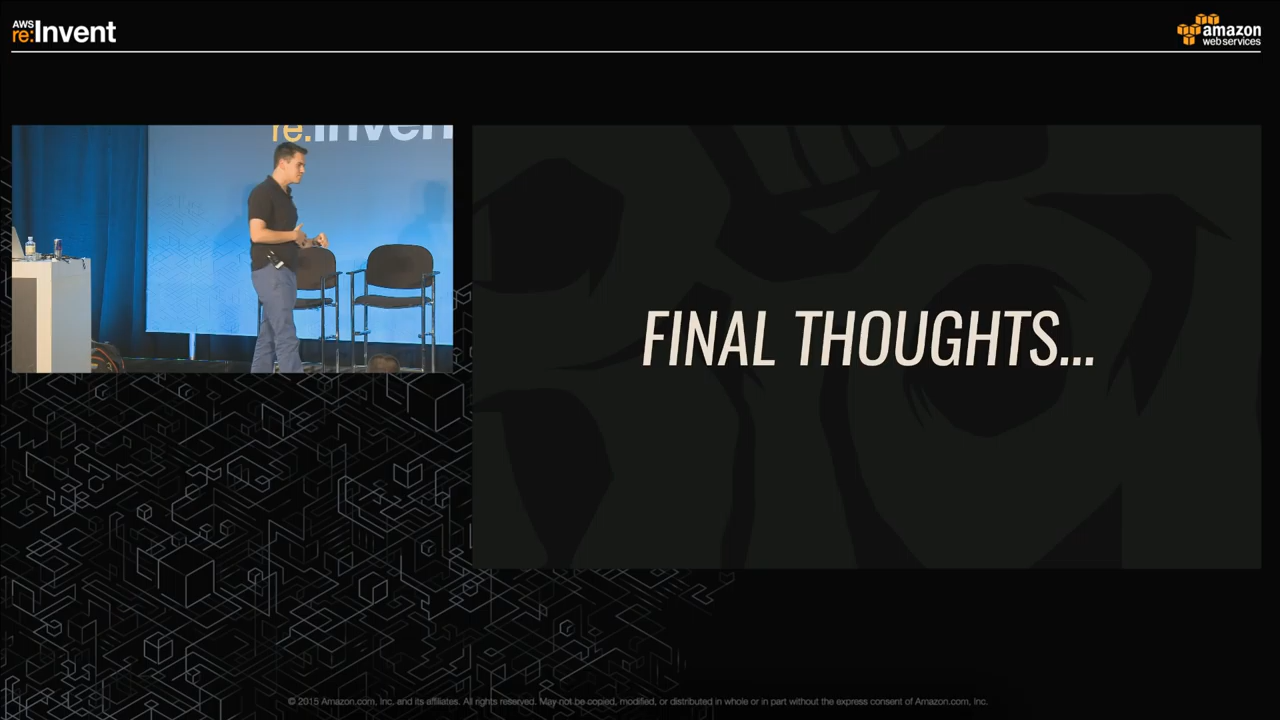 AWS
re:Invent
amazon
web services
re:Invent
FINAL THOUGHTS...
© 2015 Amazon.com, Inc. and its affiliates. All rights reserved. May not be copied, modified, or distributed in whole or in part without the express consent of Amazon.com, Inc.